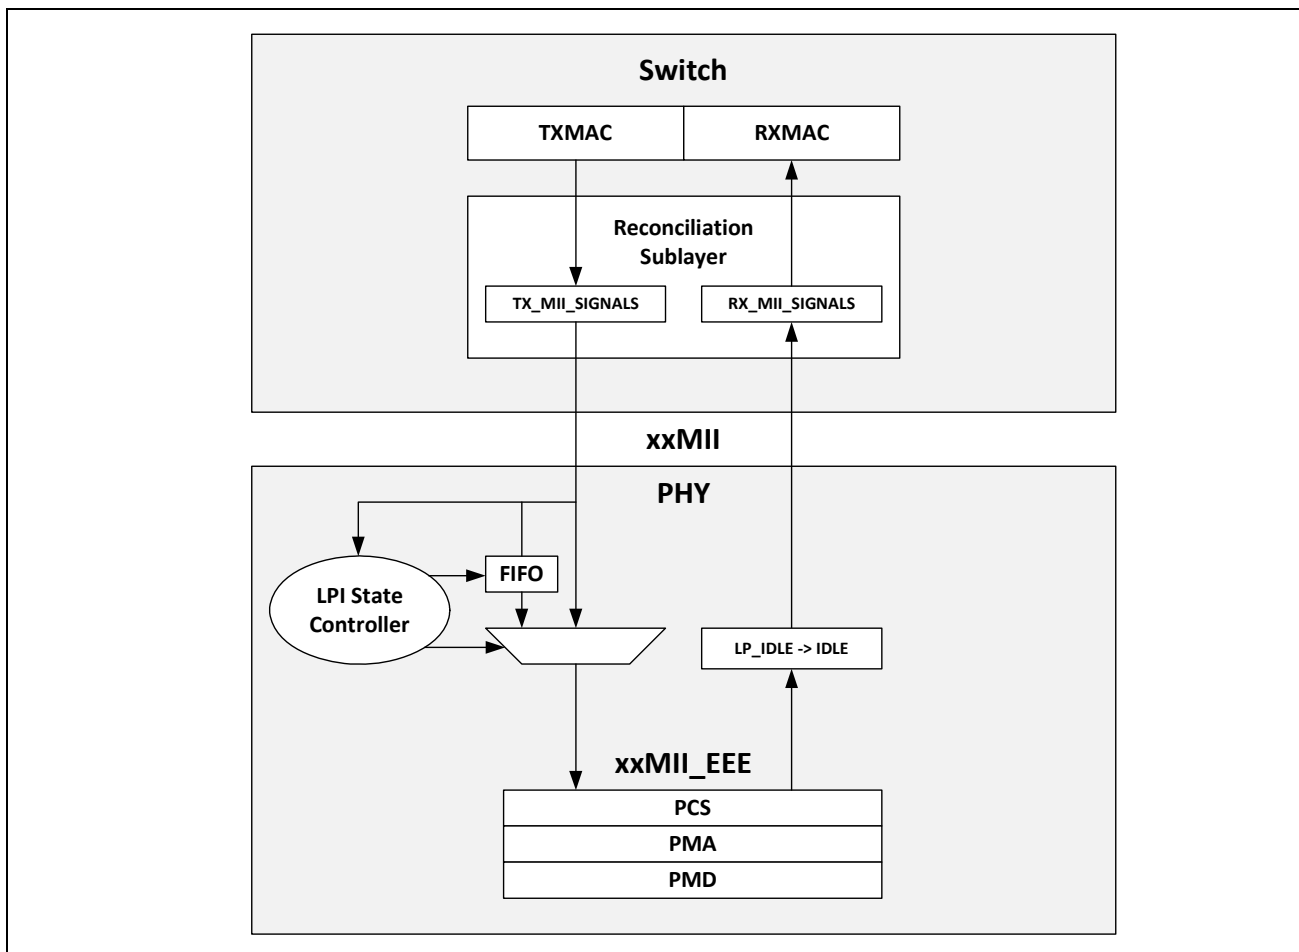 Switch
TXMAC
RXMAC
Reconciliation
Sublayer
TX_MII_SIGNALS
RX_MII_SIGNALS
xxMII
PHY
FIFO
LPI State
Controller
LP_IDLE -> IDLE
xxMII_EEE
PCS
PMA
PMD